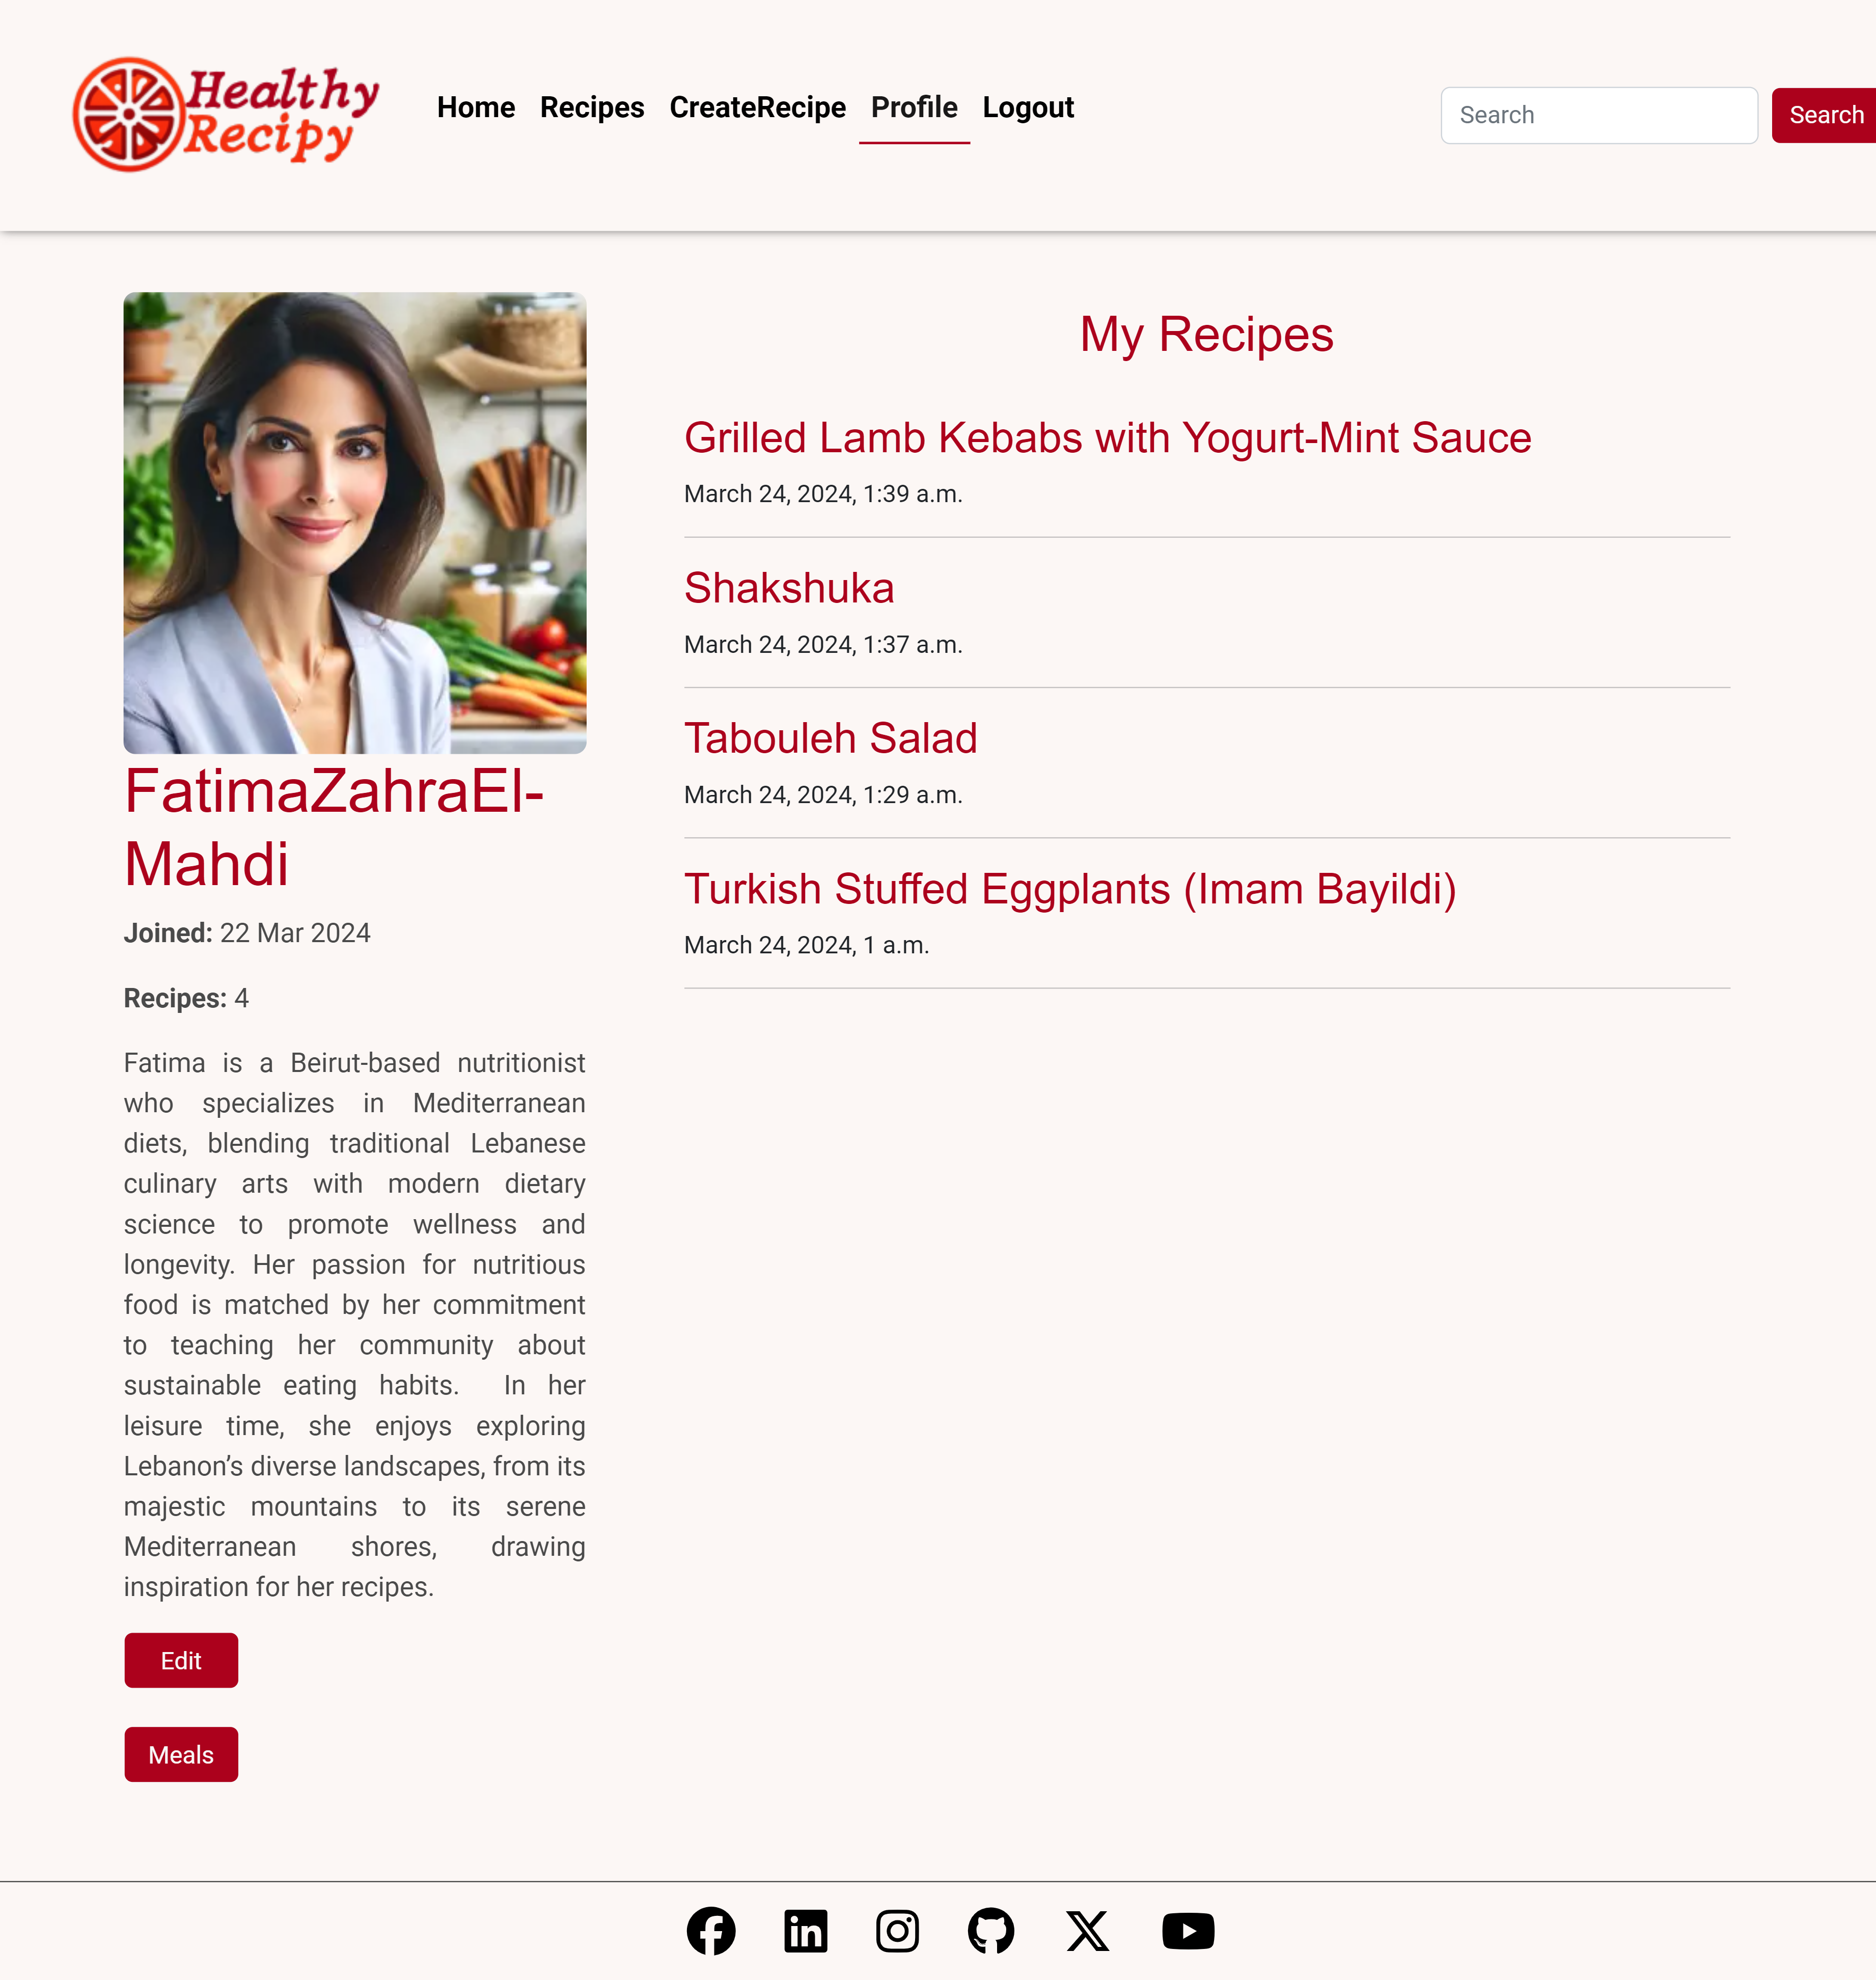 Healthy
Recipy
Home Recipes CreateRecipe Profile Logout
Search
Search
FatimaZahraEl-
Mahdi
Joined: 22 Mar 2024
Recipes: 4
Fatima is a Beirut-based nutritionist
who specializes in Mediterranean
diets, blending traditional Lebanese
culinary arts with modern dietary
science to promote wellness and
longevity. Her passion for nutritious
food is matched by her commitment
to teaching her community about
sustainable eating habits. In her
leisure time, she enjoys exploring
Lebanon’s diverse landscapes, from its
majestic mountains to its serene
Mediterranean shores, drawing
inspiration for her recipes.
Edit
Meals
My Recipes
Grilled Lamb Kebabs with Yogurt-Mint Sauce
March 24, 2024, 1:39 a.m.
Shakshuka
March 24, 2024, 1:37 a.m.
Tabouleh Salad
March 24, 2024, 1:29 a.m.
Turkish Stuffed Eggplants (Imam Bayildi)
March 24, 2024, 1 a.m.